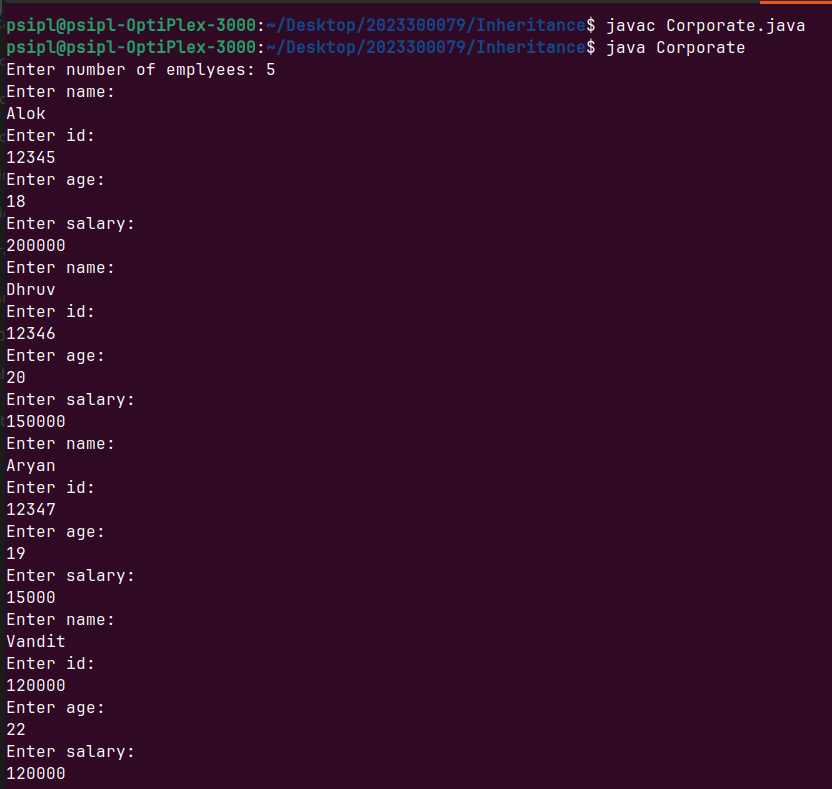 psipl@psipl-OptiPlex-3000:~/Desktop/2023300079/Inheritance$ javac Corporate.java
psipl@psipl-OptiPlex-3000:~/Desktop/2023300079/Inheritance$ java Corporate
Enter number of emplyees: 5
Enter name:
Alok
Enter id:
12345
Enter age:
18
Enter salary:
200000
Enter name:
Dhruv
Enter id:
12346
Enter age:
20
Enter salary:
150000
Enter name:
Aryan
Enter id:
12347
Enter age:
19
Enter salary:
15000
Enter name:
Vandit
Enter id:
120000
Enter age:
22
Enter salary:
120000